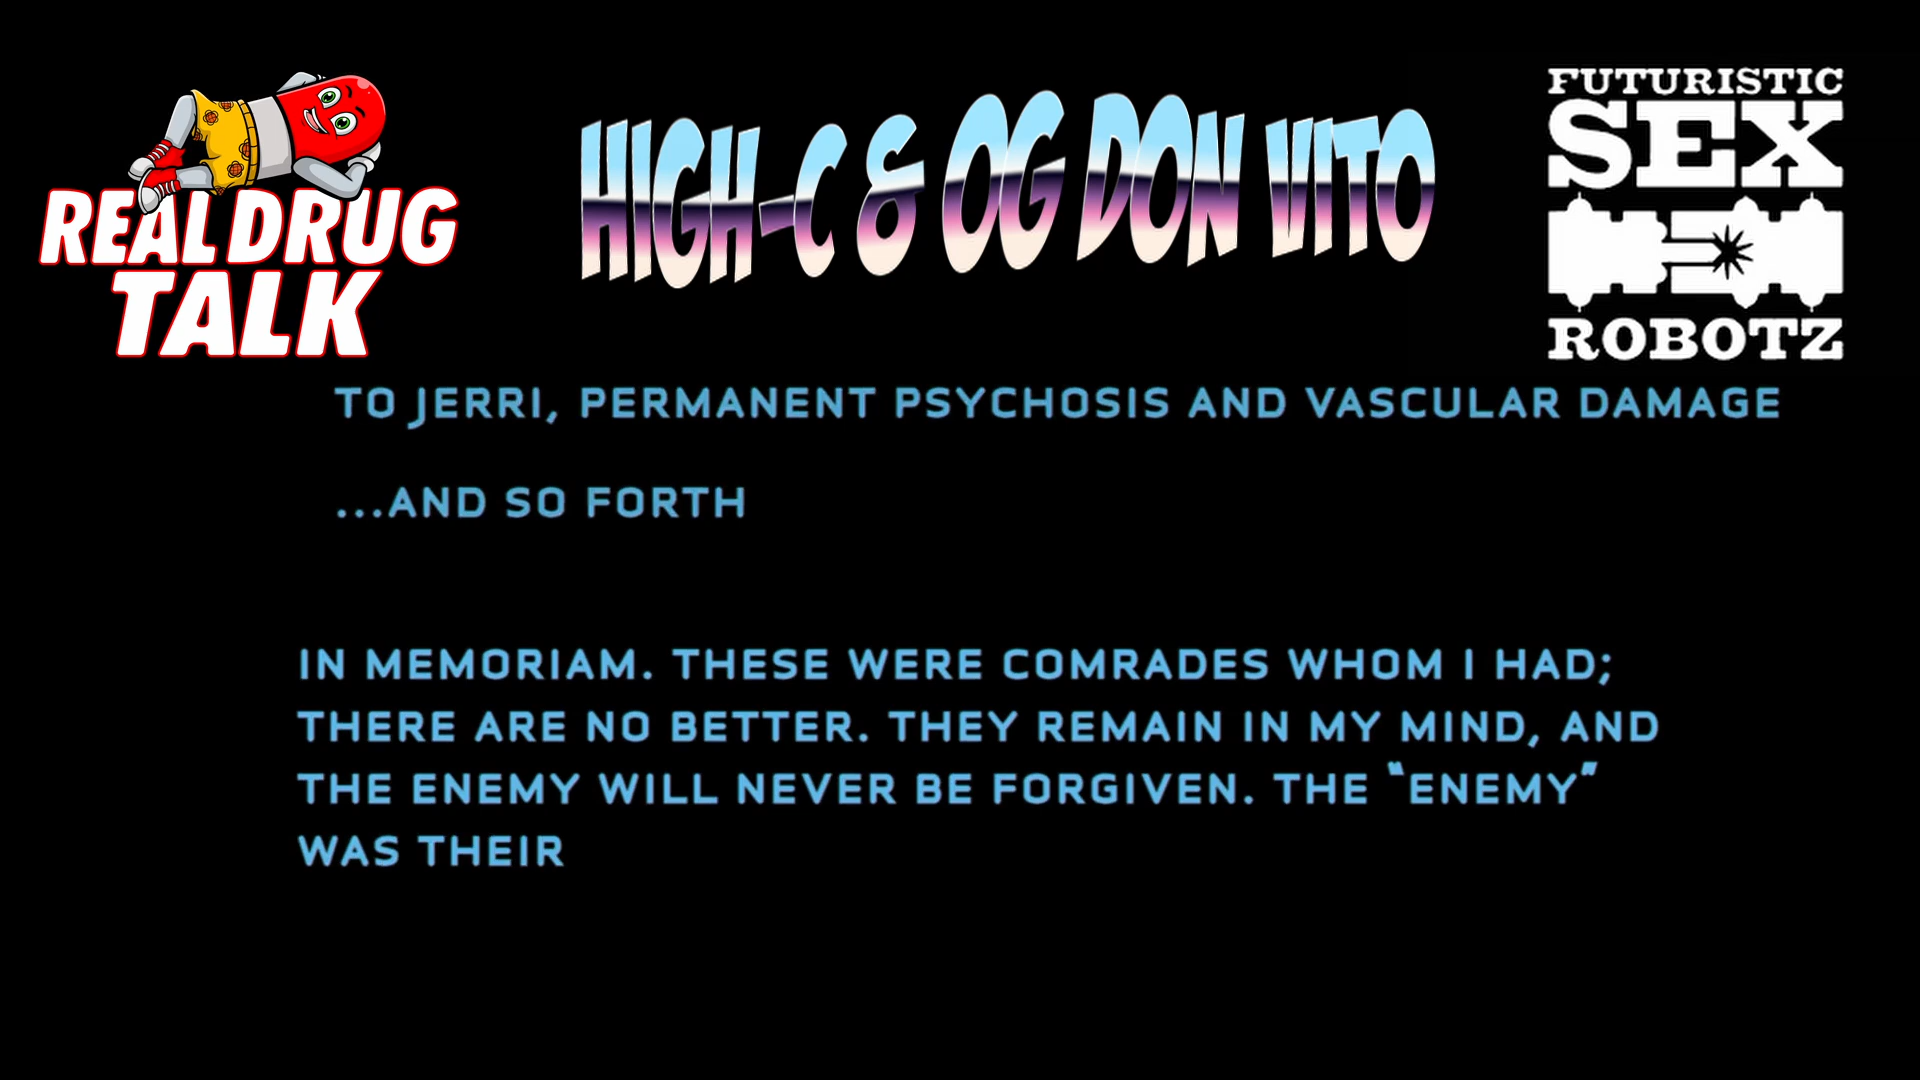 REAL DRUG
TALK
HIGH-C & OG DON VITO
FUTURISTIC
SEX
ROBOTZ
TO JERRI, PERMANENT PSYCHOSIS AND VASCULAR DAMAGE
...AND SO FORTH
IN MEMORIAM. THESE WERE COMRADES WHOM I HAD;
THERE ARE NO BETTER. THEY REMAIN IN MY MIND, AND
THE ENEMY WILL NEVER BE FORGIVEN. THE “ENEMY”
WAS THEIR